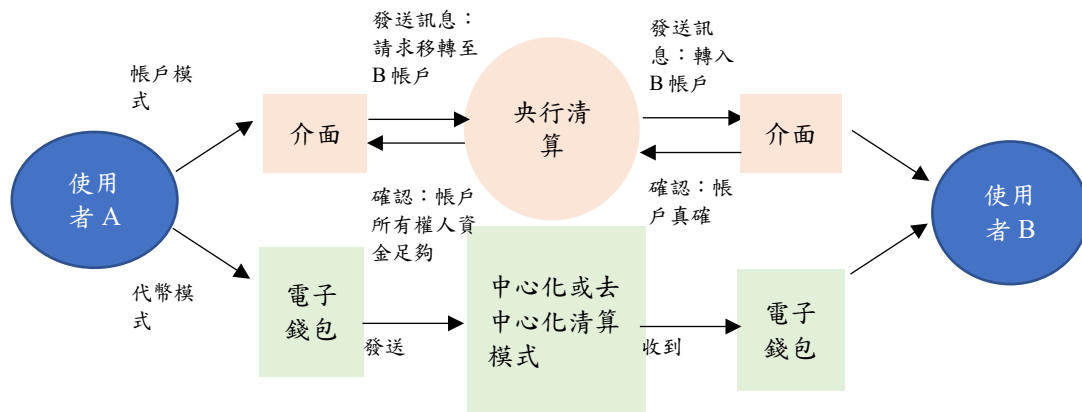 發送訊息：
請求移轉至
B 帳戶
發送訊
息：轉入
B 帳戶
帳戶模
式
介面
央行清
算
介面
使用
者 A
確認：帳戶
所有權人資
金足夠
確認：帳
戶真確
使用
者 B
代幣模
式
電子
錢包
發送
中心化或去
中心化清算
模式
收到
電子
錢包